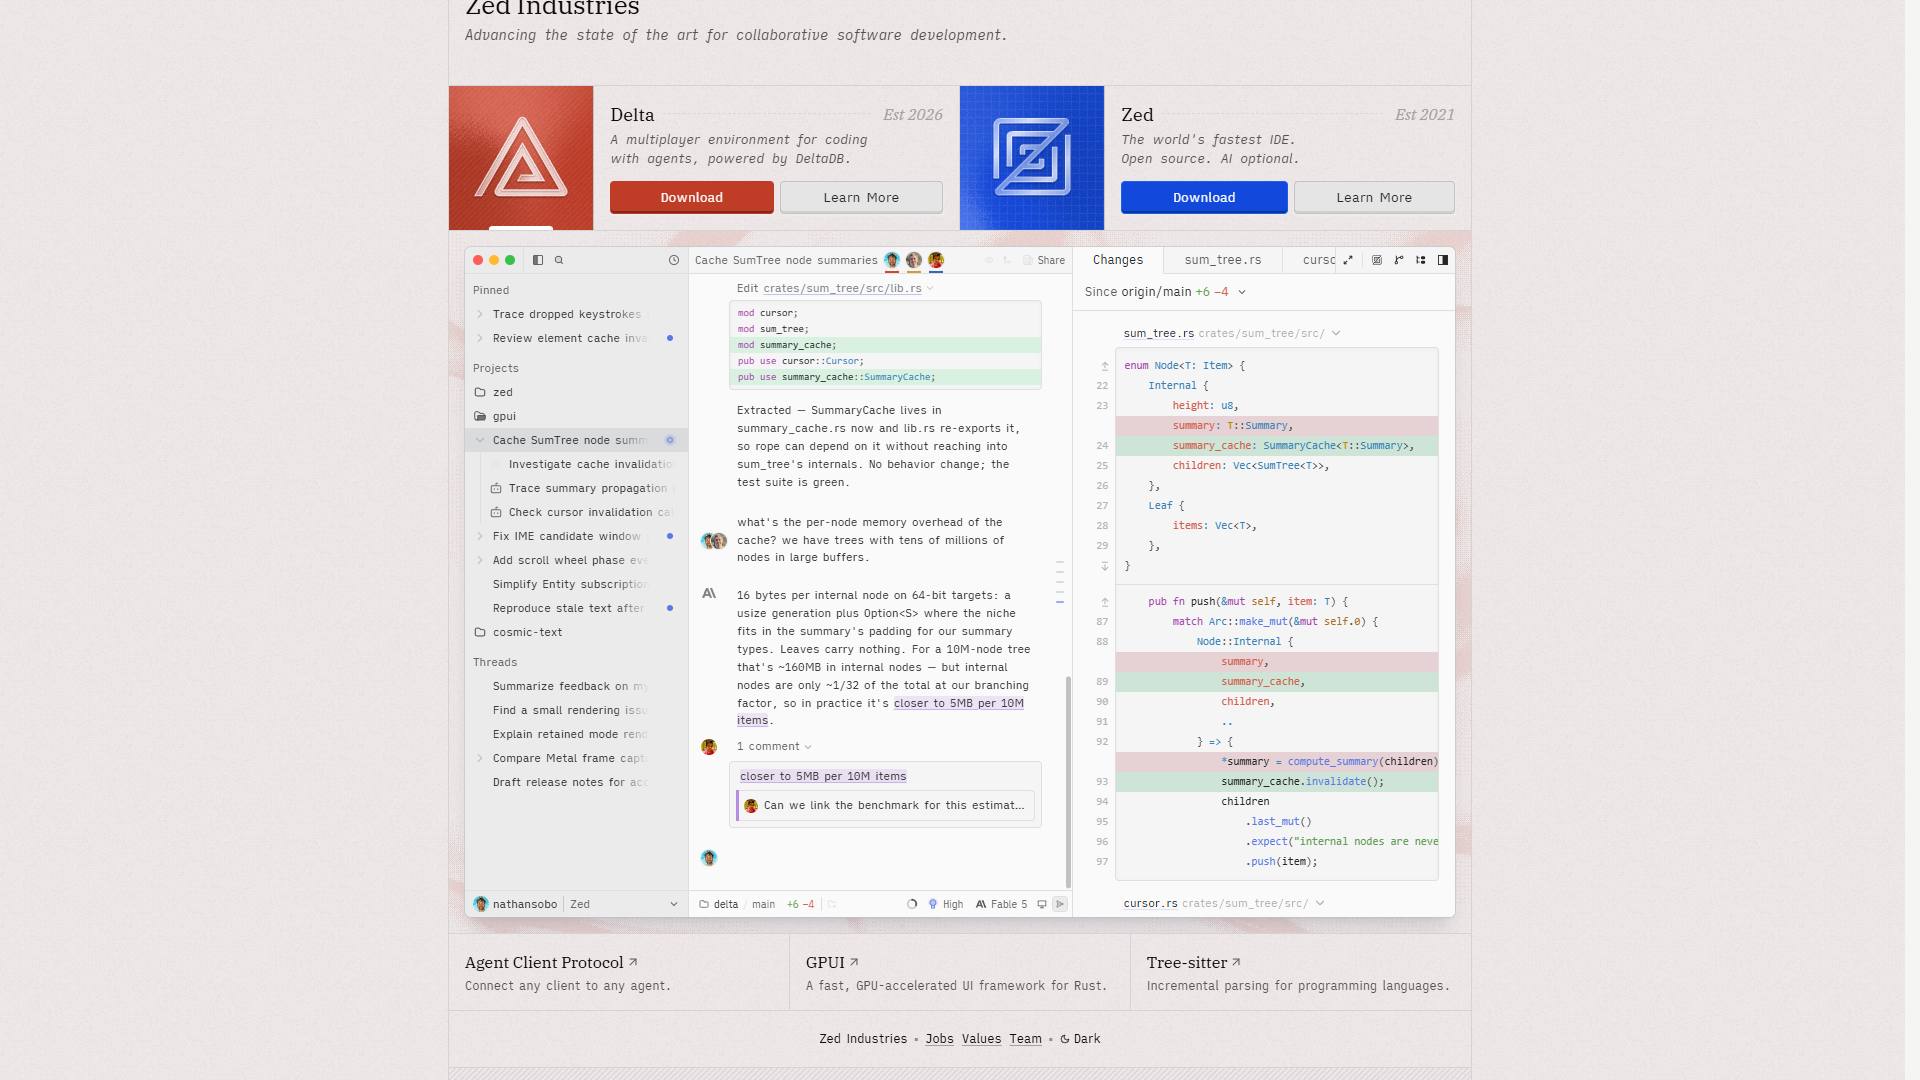 Zed Industries
Advancing the state of the art for collaborative software development.
Delta
Est 2026
A multiplayer environment for coding
with agents, powered by DeltaDB.
Download
Learn More
Zed
Est 2021
The world's fastest IDE.
Open source. AI optional.
Download
Learn More
Pinned
Trace dropped keystrokes
Review element cache inva
Projects
zed
gpui
Cache SumTree node summ
Investigate cache invalidatio
Trace summary propagation
Check cursor invalidation ca
Fix IME candidate window
Add scroll wheel phase eve
Simplify Entity subscription
Reproduce stale text after
cosmic-text
Threads
Summarize feedback on my
Find a small rendering issu
Explain retained mode rend
Compare Metal frame capt
Draft release notes for acc
nathansobo
Zed
Cache SumTree node summaries
Share
Edit crates/sum_tree/src/lib.rs
mod cursor;
mod sum_tree;
mod summary_cache;
pub use cursor::Cursor;
pub use summary_cache::SummaryCache;
Extracted — SummaryCache lives in
summary_cache.rs now and lib.rs re-exports it,
so rope can depend on it without reaching into
sum_tree's internals. No behavior change; the
test suite is green.
what's the per-node memory overhead of the
cache? we have trees with tens of millions of
nodes in large buffers.
16 bytes per internal node on 64-bit targets: a
usize generation plus Option<S> where the niche
fits in the summary's padding for our summary
types. Leaves carry nothing. For a 10M-node tree
that's ~160MB in internal nodes — but internal
nodes are only ~1/32 of the total at our branching
factor, so in practice it's closer to 5MB per 10M
items.
1 comment
closer to 5MB per 10M items
Can we link the benchmark for this estimat...
delta / main +6 −4
High
Fable 5
Changes
sum_tree.rs
curso
Since origin/main +6 −4
sum_tree.rs crates/sum_tree/src/
enum Node<T: Item> {
22 Internal {
23 height: u8,
summary: T::Summary,
24 summary_cache: SummaryCache<T::Summary>,
25 children: Vec<SumTree<T>>,
26 },
27 Leaf {
28 items: Vec<T>,
29 },
}
pub fn push(&mut self, item: T) {
87 match Arc::make_mut(&mut self.0) {
88 Node::Internal {
summary,
89 summary_cache,
90 children,
91 ..
92 } => {
*summary = compute_summary(children)
93 summary_cache.invalidate();
94 children
95 .last_mut()
96 .expect("internal nodes are neve
97 .push(item);
cursor.rs crates/sum_tree/src/
Agent Client Protocol
Connect any client to any agent.
GPUI
A fast, GPU-accelerated UI framework for Rust.
Tree-sitter
Incremental parsing for programming languages.
Zed Industries • Jobs Values Team • Dark